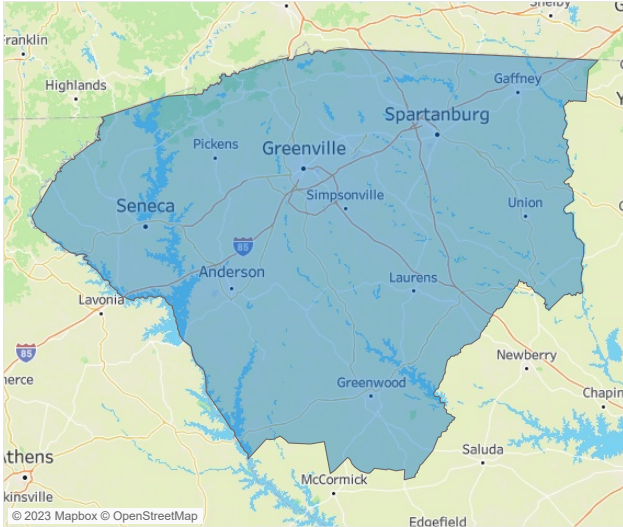 Shelby
Franklin
Highlands
Gaffney
Spartanburg
Pickens
Greenville
Simpsonville
Seneca
Union
85
Anderson
Laurens
Lavonia
85
Newberry
merce
Greenwood
Chapin
Athens
Saluda
McCormick
kinsville
© 2023 Mapbox © OpenStreetMap
Edgefield